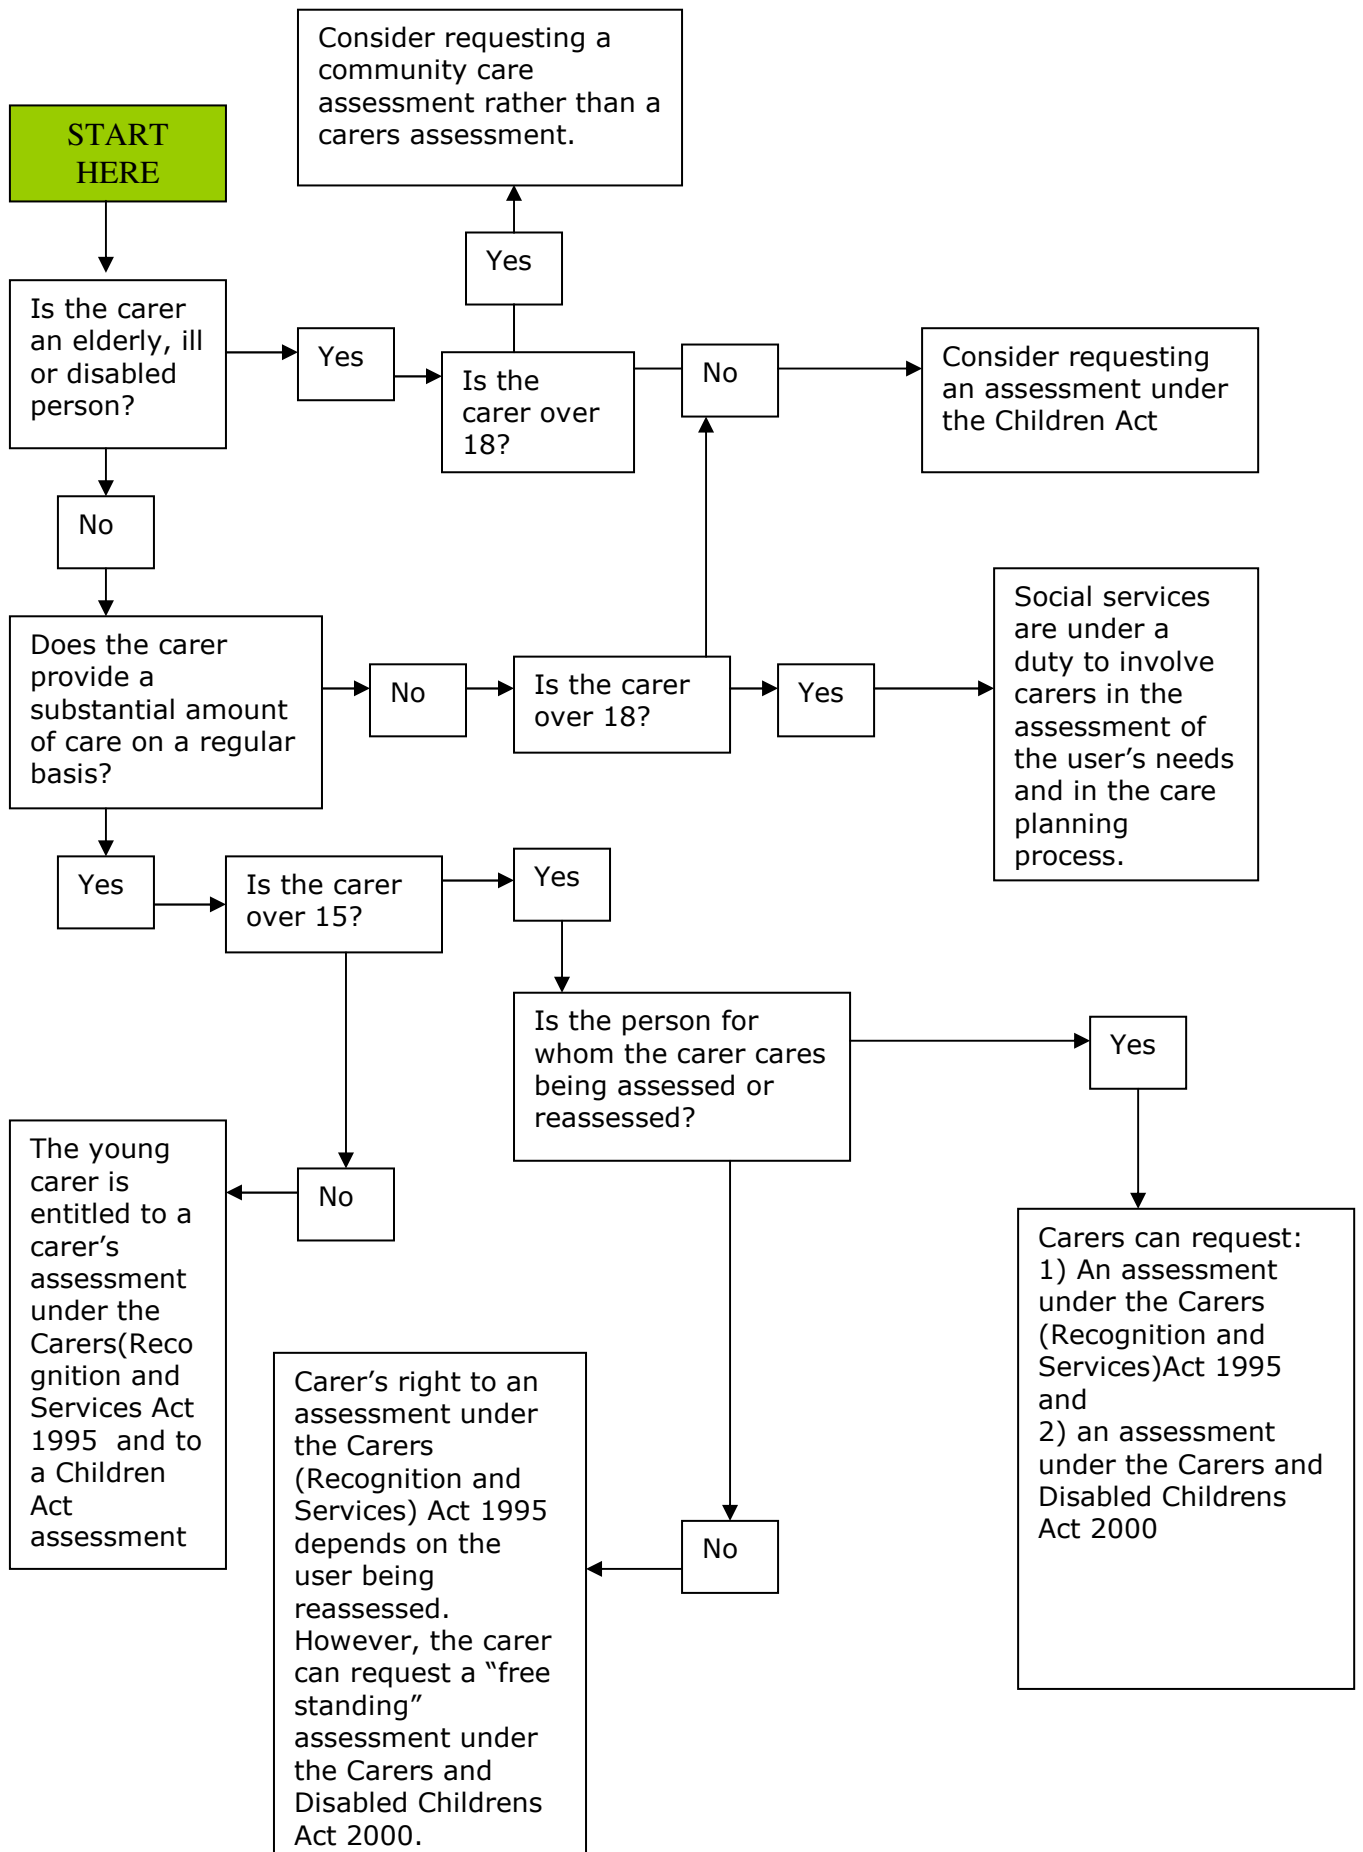 Consider requesting a
community care
assessment rather than a
carers assessment.
START
HERE
Yes
Is the carer
an elderly, ill
or disabled
person?
Yes
Is the
carer over
18?
No
Consider requesting
an assessment under
the Children Act
No
Does the carer
provide a
substantial amount
of care on a regular
basis?
No
Is the carer
over 18?
Yes
Social services
are under a
duty to involve
carers in the
assessment of
the user’s needs
and in the care
planning
process.
Yes
Is the carer
over 15?
Yes
Is the person for
whom the carer cares
being assessed or
reassessed?
Yes
The young
carer is
entitled to a
carer’s
assessment
under the
Carers(Reco
gnition and
Services Act
1995 and to
a Children
Act
assessment
No
Carers can request:
1) An assessment
under the Carers
(Recognition and
Services)Act 1995
and
2) an assessment
under the Carers and
Disabled Childrens
Act 2000
Carer’s right to an
assessment under
the Carers
(Recognition and
Services) Act 1995
depends on the
user being
reassessed.
However, the carer
can request a “free
standing”
assessment under
the Carers and
Disabled Childrens
Act 2000.
No